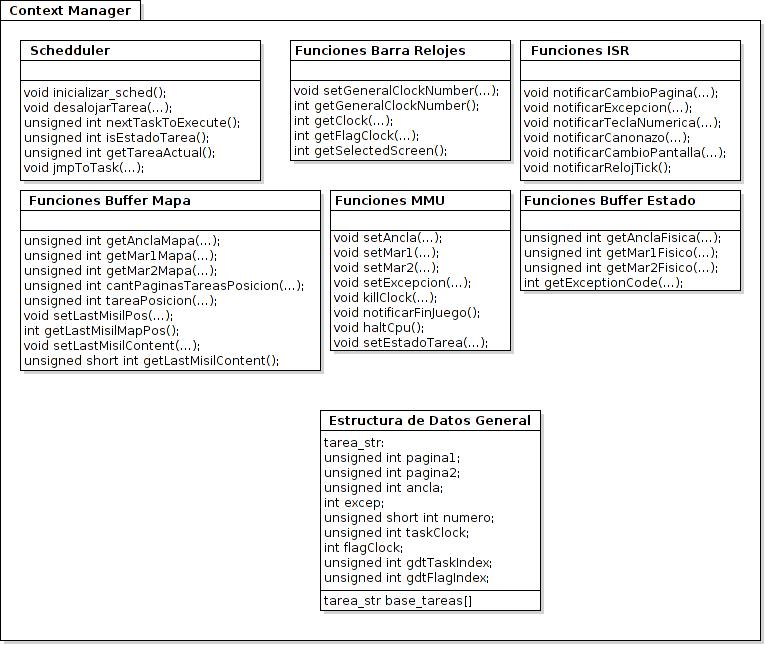 Context Manager
Schedduler
void inicializar_sched();
void desalojarTarea(...);
unsigned int nextTaskToExecute();
unsigned int isEstadoTarea();
unsigned int getTareaActual();
void jmpToTask(...);
Funciones Barra Relojes
void setGeneralClockNumber(...);
int getGeneralClockNumber();
int getClock(...);
int getFlagClock(...);
int getSelectedScreen();
Funciones ISR
void notificarCambioPagina(...);
void notificarExcepcion(...);
void notificarTeclaNumerica(...);
void notificarCanonazo(...);
void notificarCambioPantalla(...);
void notificarRelojTick();
Funciones Buffer Mapa
unsigned int getAnclaMapa(...);
unsigned int getMar1Mapa(...);
unsigned int getMar2Mapa(...);
unsigned int cantPaginasTareasPosicion(...);
unsigned int tareaPosicion(...);
void setLastMisilPos(...);
int getLastMisilMapPos();
void setLastMisilContent(...);
unsigned short int getLastMisilContent();
Funciones MMU
void setAncla(...);
void setMar1(...);
void setMar2(...);
void setExcepcion(...);
void killClock(...);
void notificarFinJuego();
void haltCpu();
void setEstadoTarea(...);
Funciones Buffer Estado
unsigned int getAnclaFisica(...);
unsigned int getMar1Fisico(...);
unsigned int getMar2Fisico(...);
int getExceptionCode(...);
Estructura de Datos General
tarea_str:
unsigned int pagina1;
unsigned int pagina2;
unsigned int ancla;
int excep;
unsigned short int numero;
unsigned int taskClock;
int flagClock;
unsigned int gdtTaskIndex;
unsigned int gdtFlagIndex;
tarea_str base_tareas[]